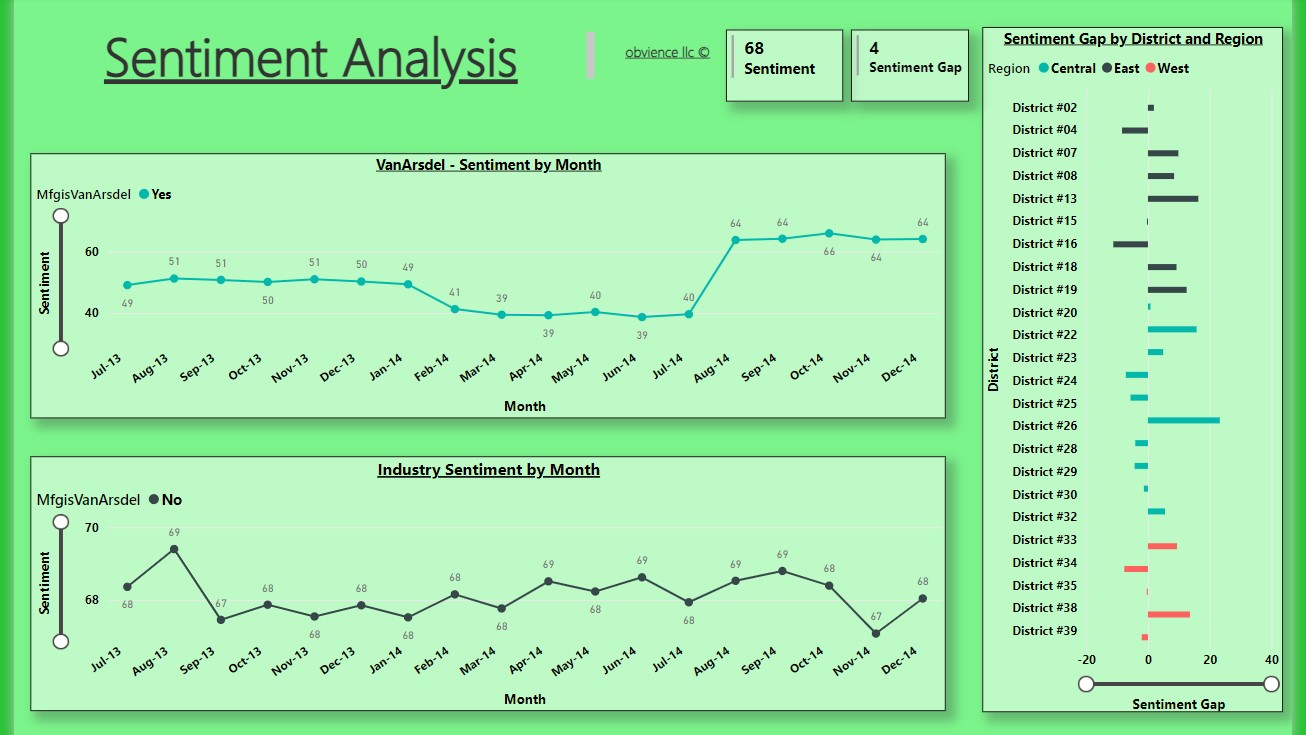 Sentiment Analysis
obvience llc ©
68
Sentiment
4
Sentiment Gap
VanArsdel - Sentiment by Month
MfgisVanArsdel Yes
Sentiment
60
40
49 51 51 50 51 50 49 41 39 39 40 39 40 64 64 66 64 64
Jul-13 Aug-13 Sep-13 Oct-13 Nov-13 Dec-13 Jan-14 Feb-14 Mar-14 Apr-14 May-14 Jun-14 Jul-14 Aug-14 Sep-14 Oct-14 Nov-14 Dec-14
Month
Industry Sentiment by Month
MfgisVanArsdel No
Sentiment
70
68
68 69 67 68 68 68 68 68 68 69 68 69 68 69 69 68 67 68
Jul-13 Aug-13 Sep-13 Oct-13 Nov-13 Dec-13 Jan-14 Feb-14 Mar-14 Apr-14 May-14 Jun-14 Jul-14 Aug-14 Sep-14 Oct-14 Nov-14 Dec-14
Month
Sentiment Gap by District and Region
Region Central East West
District
District #02
District #04
District #07
District #08
District #13
District #15
District #16
District #18
District #19
District #20
District #22
District #23
District #24
District #25
District #26
District #28
District #29
District #30
District #32
District #33
District #34
District #35
District #38
District #39
-20 0 20 40
Sentiment Gap